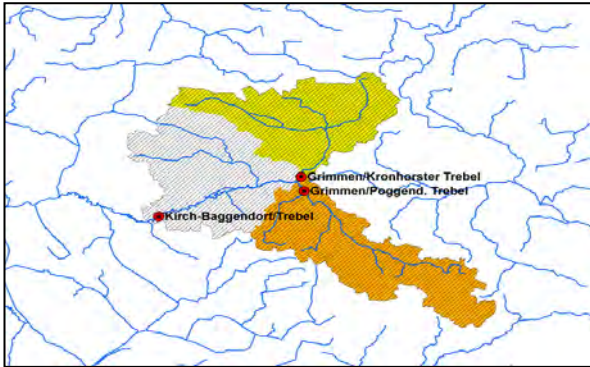 Grimmen/Kronhorster Trebel
Grimmen/Poggend. Trebel
Kirch-Baggendorf/Trebel